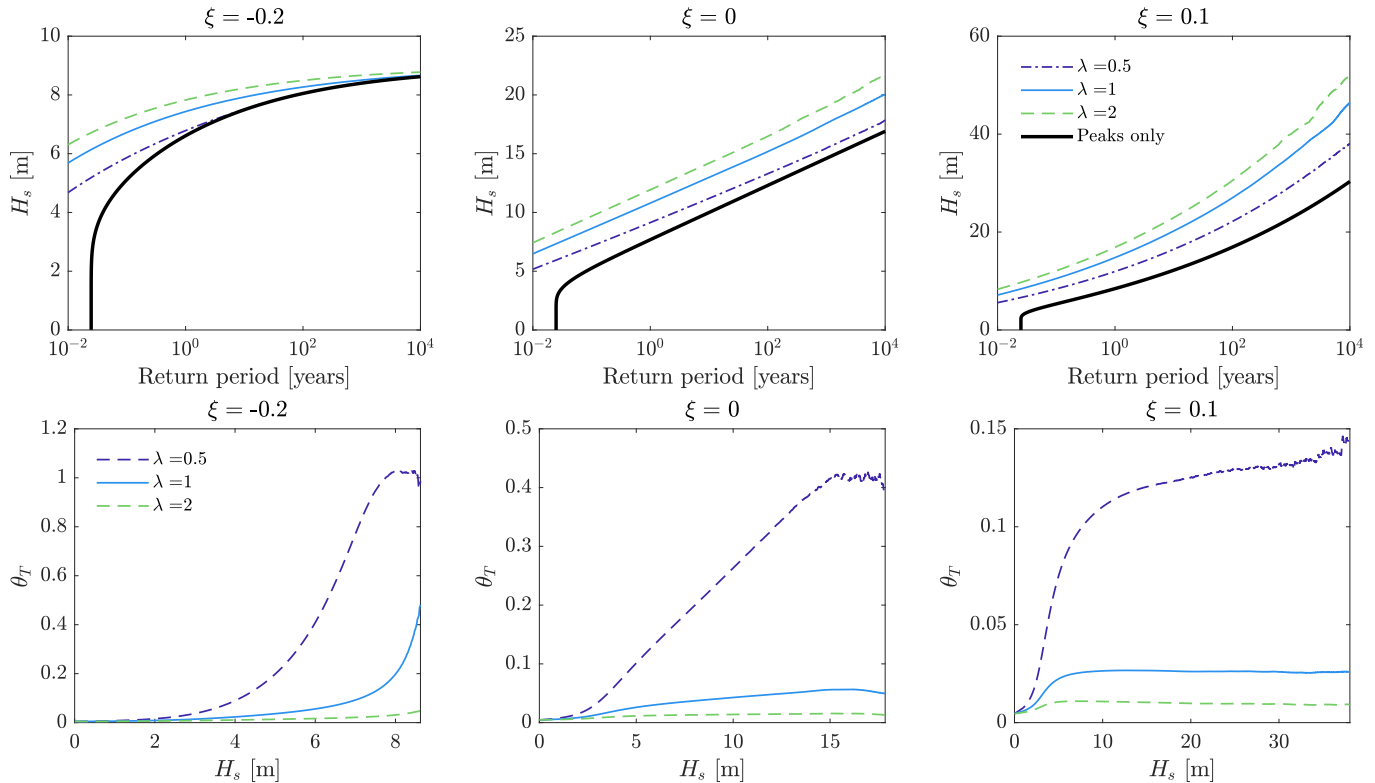 ξ = -0.2
ξ = 0
ξ = 0.1
10
8
6
4
2
0
H_s [m]
10^-2
10^0
10^2
10^4
Return period [years]
25
20
15
10
5
0
H_s [m]
10^-2
10^0
10^2
10^4
Return period [years]
60
40
20
0
H_s [m]
λ =0.5
λ =1
λ =2
Peaks only
10^-2
10^0
10^2
10^4
Return period [years]
ξ = -0.2
ξ = 0
ξ = 0.1
1.2
1
0.8
0.6
0.4
0.2
0
θ_T
λ =0.5
λ =1
λ =2
0
2
4
6
8
H_s [m]
0.5
0.4
0.3
0.2
0.1
0
θ_T
0
5
10
15
H_s [m]
0.15
0.1
0.05
0
θ_T
0
10
20
30
H_s [m]